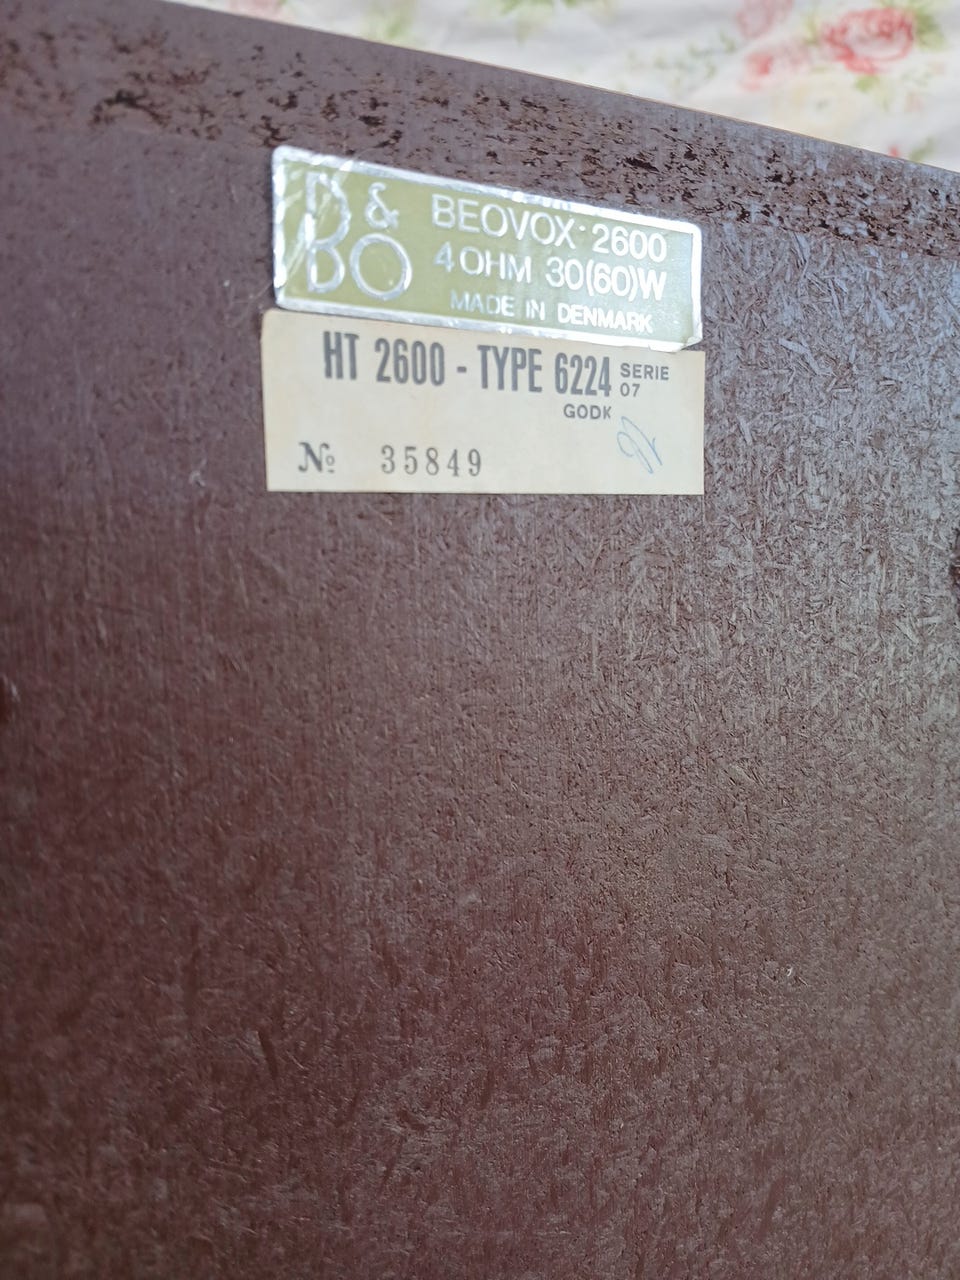 B&O
BEOVOX 2600
4 OHM 30(60)W
MADE IN DENMARK
HT 2600 - TYPE 6224 SERIE 07
GODK
№ 35849